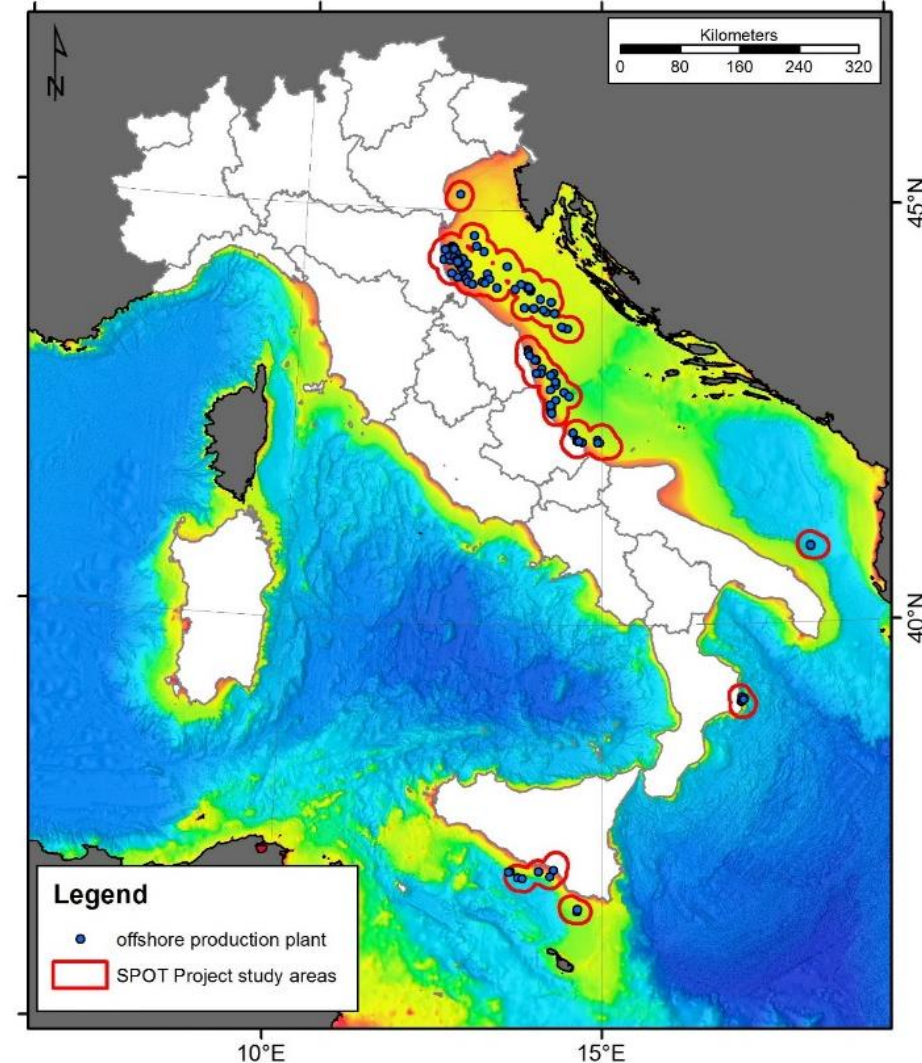 N
Kilometers
0 80 160 240 320
45°N
40°N
Legend
offshore production plant
SPOT Project study areas
10°E
15°E